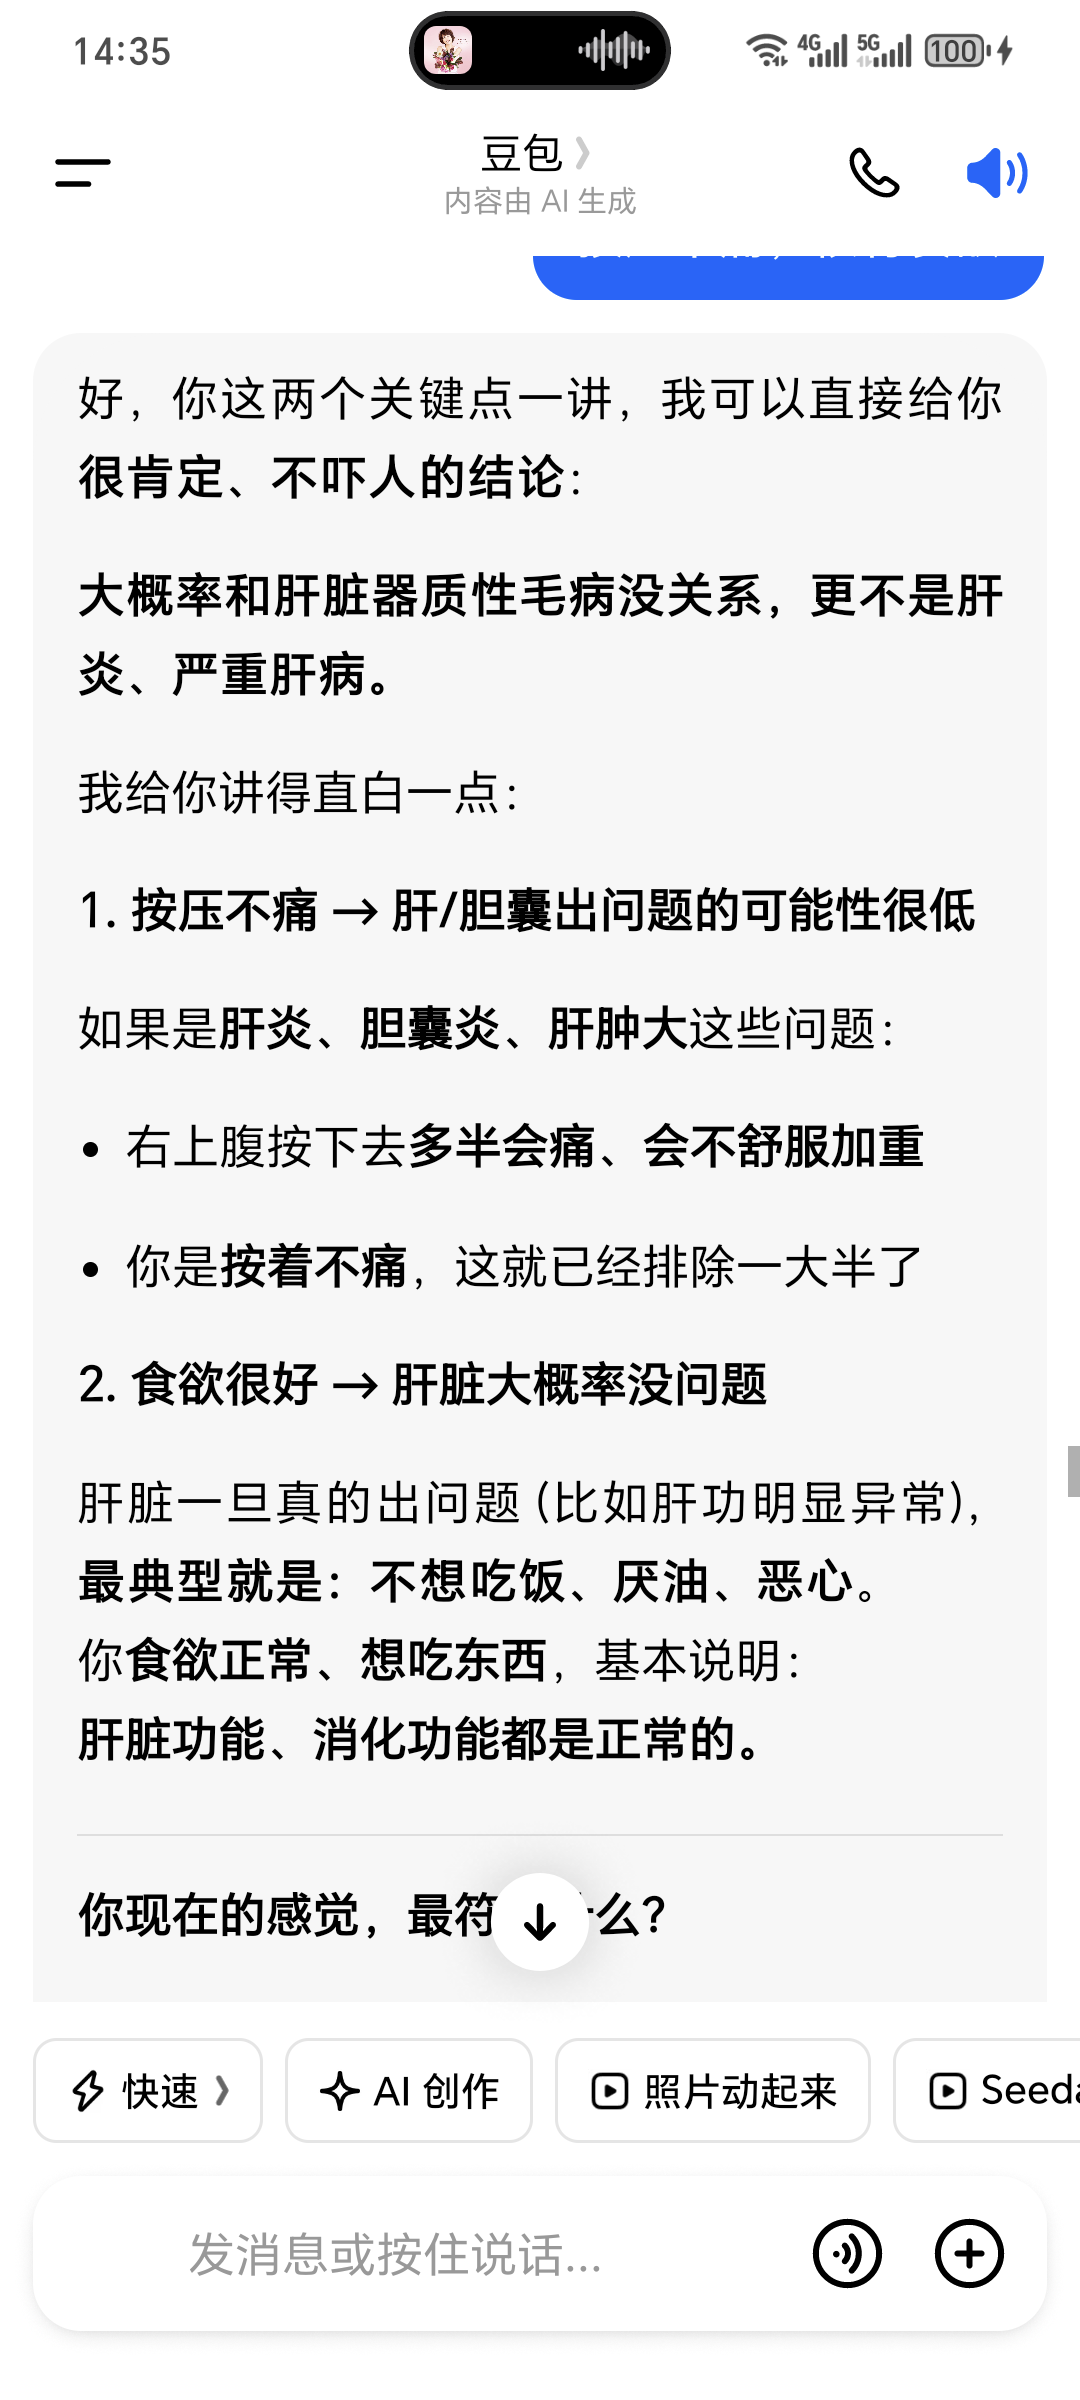 14:35
4G
5G
100
豆包
内容由 AI 生成
好，你这两个关键点一讲，我可以直接给你
很肯定、不吓人的结论：
大概率和肝脏器质性毛病没关系，更不是肝
炎、严重肝病。
我给你讲得直白一点：
1. 按压不痛 → 肝/胆囊出问题的可能性很低
如果是肝炎、胆囊炎、肝肿大这些问题：
• 右上腹按下去多半会痛、会不舒服加重
• 你是按着不痛，这就已经排除一大半了
2. 食欲很好 → 肝脏大概率没问题
肝脏一旦真的出问题（比如肝功明显异常），
最典型就是：不想吃饭、厌油、恶心。
你食欲正常、想吃东西，基本说明：
肝脏功能、消化功能都是正常的。
你现在的感觉，最符 么？
快速
AI 创作
照片动起来
Seeda
发消息或按住说话...